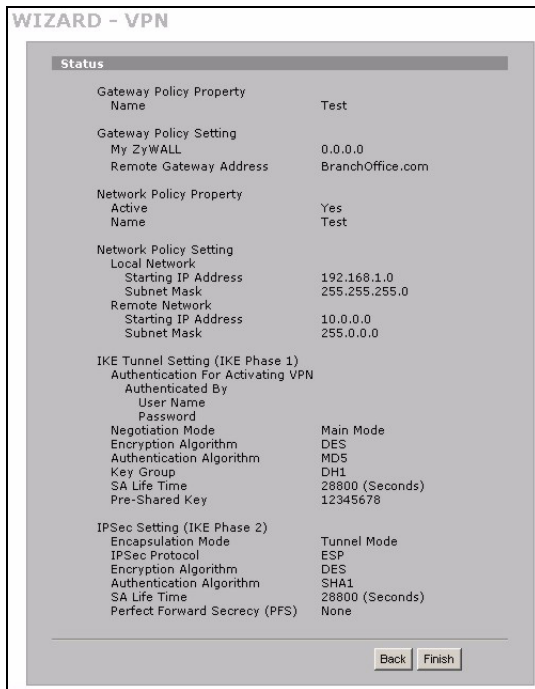 WIZARD - VPN
Status
Gateway Policy Property
Name Test
Gateway Policy Setting
My ZyWALL 0.0.0.0
Remote Gateway Address BranchOffice.com
Network Policy Property
Active Yes
Name Test
Network Policy Setting
Local Network
Starting IP Address 192.168.1.0
Subnet Mask 255.255.255.0
Remote Network
Starting IP Address 10.0.0.0
Subnet Mask 255.0.0.0
IKE Tunnel Setting (IKE Phase 1)
Authentication For Activating VPN
Authenticated By
User Name
Password
Negotiation Mode Main Mode
Encryption Algorithm DES
Authentication Algorithm MD5
Key Group DH1
SA Life Time 28800 (Seconds)
Pre-Shared Key 12345678
IPSec Setting (IKE Phase 2)
Encapsulation Mode Tunnel Mode
IPSec Protocol ESP
Encryption Algorithm DES
Authentication Algorithm SHA1
SA Life Time 28800 (Seconds)
Perfect Forward Secrecy (PFS) None
Back Finish